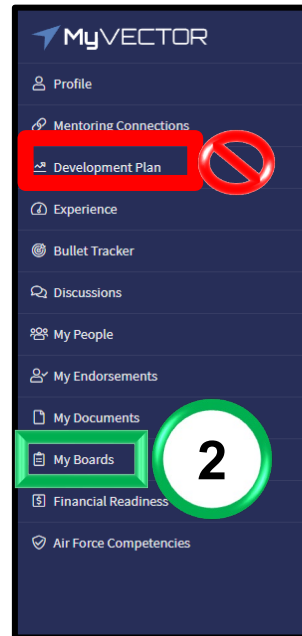 MyVECTOR
Profile
Mentoring Connections
Development Plan
Experience
Bullet Tracker
Discussions
My People
My Endorsements
My Documents
My Boards
2
Financial Readiness
Air Force Competencies